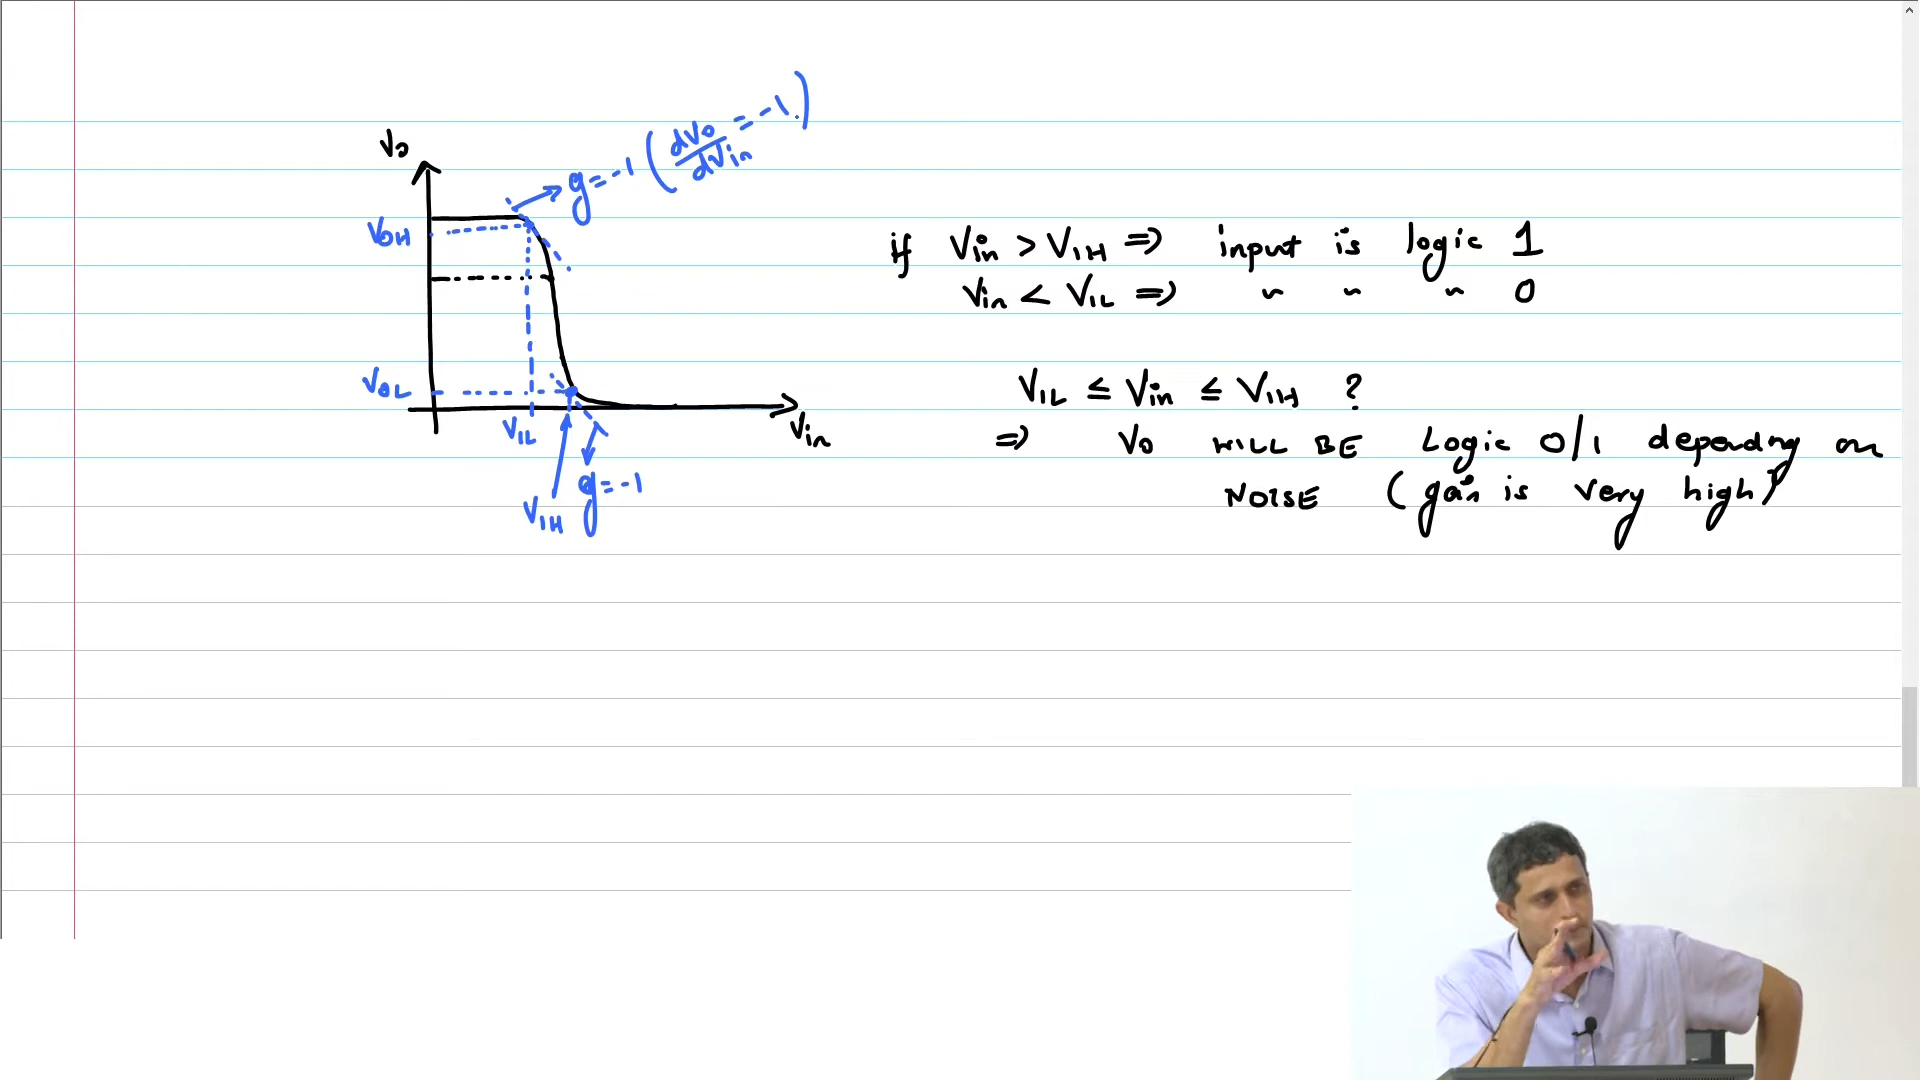 Vo
g = -1 (dVo/dVin = -1)
VOH
VOL
VIL
Vin
VIH
g = -1
if Vin > VIH => input is logic 1
Vin < VIL => " " " 0
VIL ≤ Vin ≤ VIH ?
=> Vo WILL BE Logic 0/1 depending on
NOISE (gain is very high)